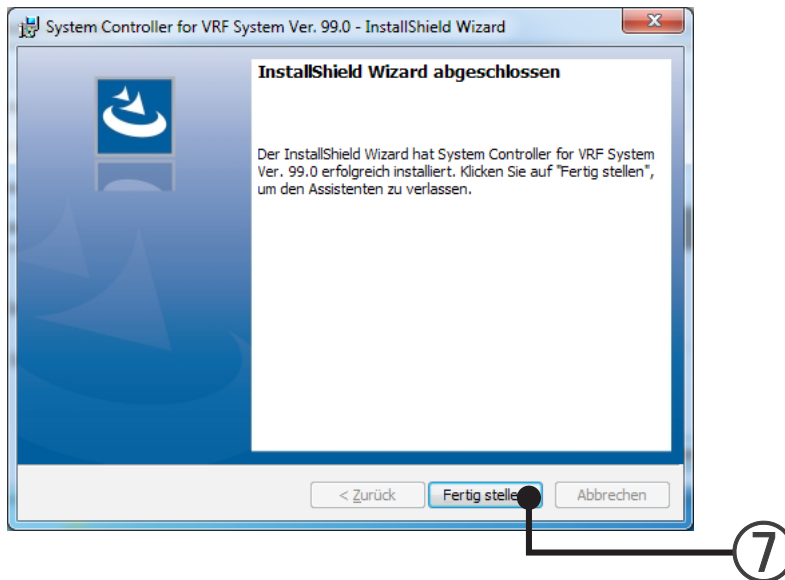 System Controller for VRF System Ver. 99.0 - InstallShield Wizard
InstallShield Wizard abgeschlossen
Der InstallShield Wizard hat System Controller for VRF System
Ver. 99.0 erfolgreich installiert. Klicken Sie auf "Fertig stellen",
um den Assistenten zu verlassen.
< Zurück Fertig stelle Abbrechen
7